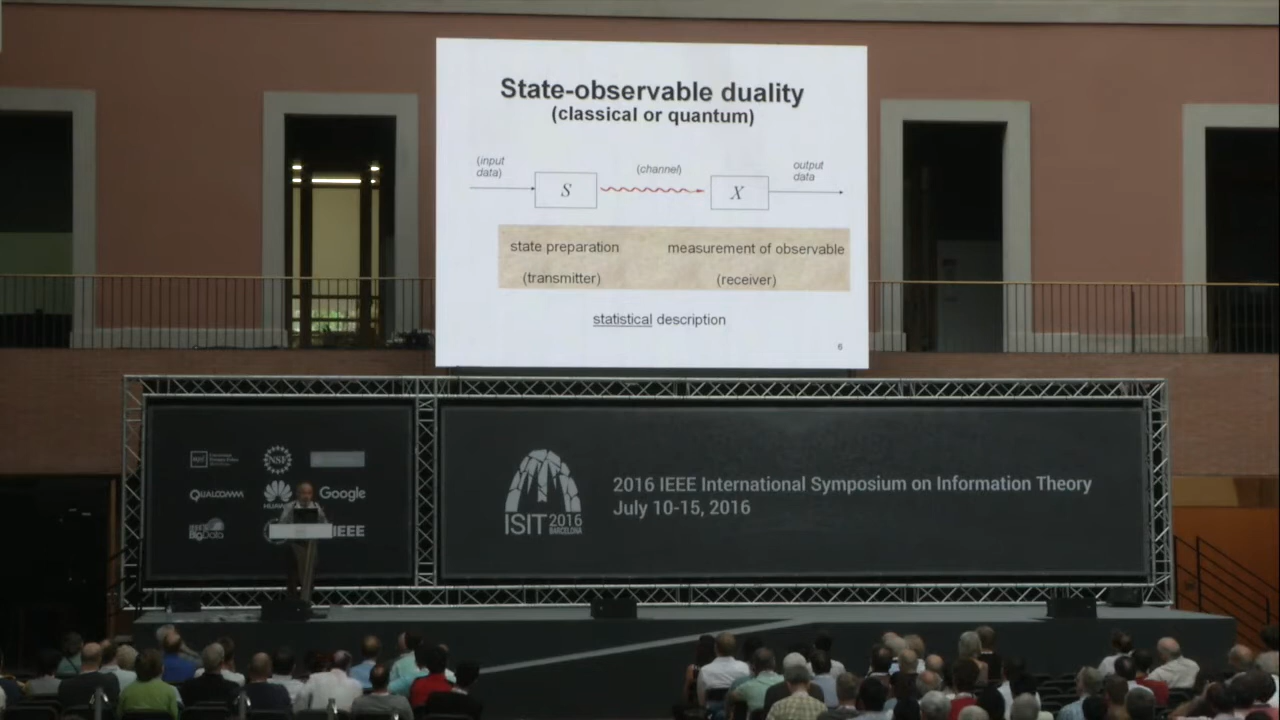 State-observable duality
(classical or quantum)
(input
data)
(channel)
output
data
S
X
state preparation
measurement of observable
(transmitter)
(receiver)
statistical description
6
NSF
QUALCOMM
Google
IEEE
ISIT 2016
BARCELONA
2016 IEEE International Symposium on Information Theory
July 10-15, 2016